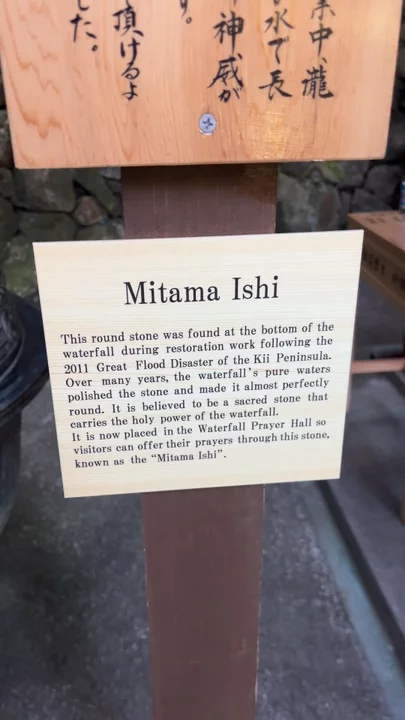 中、瀧
水で長
神威が
す。
頂けるよ
した。
Mitama Ishi
This round stone was found at the bottom of the
waterfall during restoration work following the
2011 Great Flood Disaster of the Kii Peninsula.
Over many years, the waterfall's pure waters
polished the stone and made it almost perfectly
round. It is believed to be a sacred stone that
carries the holy power of the waterfall.
It is now placed in the Waterfall Prayer Hall so
visitors can offer their prayers through this stone,
known as the “Mitama Ishi”.